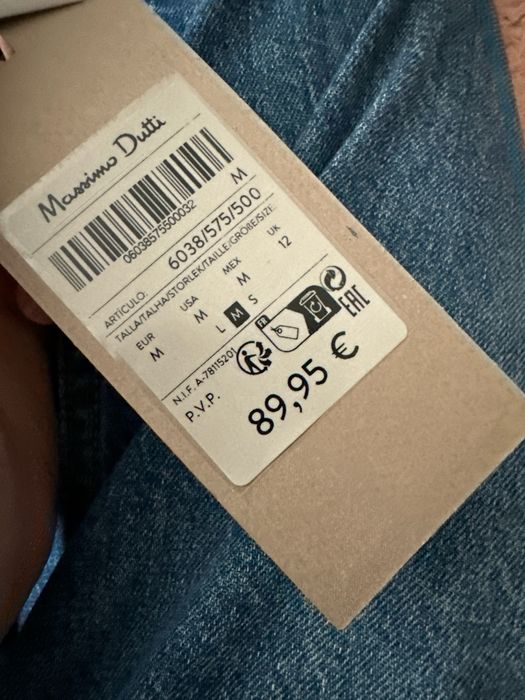 Massimo Dutti
06038575500032
M
ARTICULO. 6038/575/500
TALLA/TALHA/STORLEK/TAILLE/GRÖßE/SIZE:
EUR USA MEX UK
M M M 12
L M S
N.I.F. A-78115201
FR
EAC
P.V.P. 89,95 €